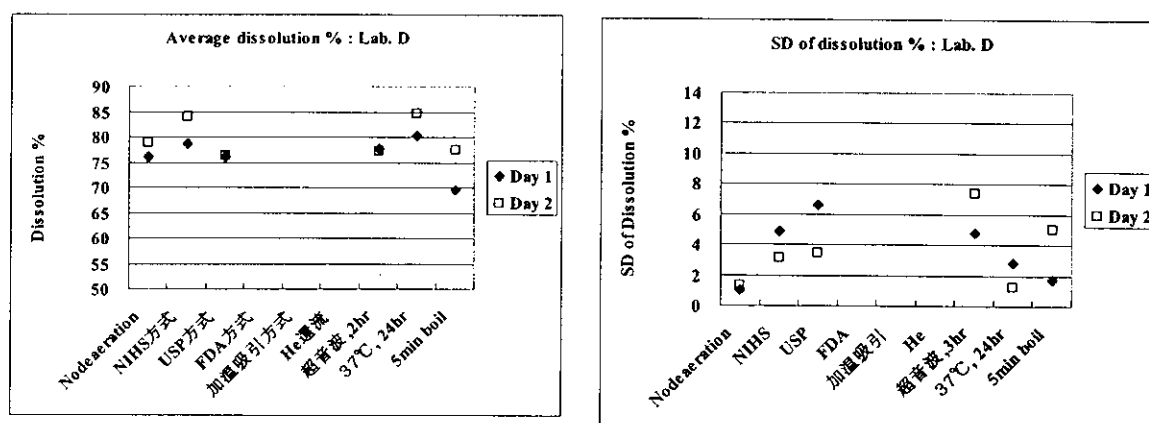 Average dissolution % : Lab. D
90
85
80
75
70
65
60
55
50
Dissolution %
Nodeaeration
NIHS方式
USP方式
FDA方式
加温吸引方式
He還流
超音波,2hr
37℃, 24hr
5min boil
Day 1
Day 2
SD of dissolution % : Lab. D
14
12
10
8
6
4
2
0
SD of Dissolution %
Nodeaeration
NIHS
USP
FDA
加温吸引
He
超音波,3hr
37℃, 24hr
5min boil
Day 1
Day 2